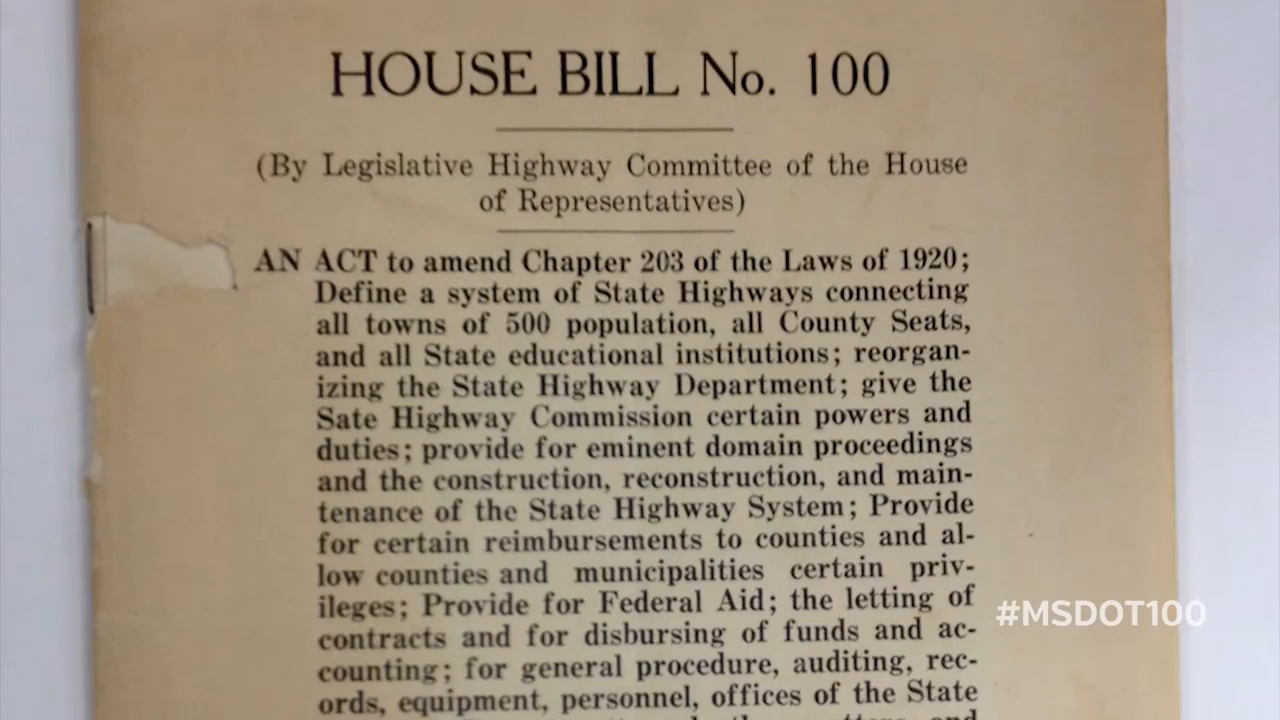 HOUSE BILL No. 100
(By Legislative Highway Committee of the House
of Representatives)
AN ACT to amend Chapter 203 of the Laws of 1920;
Define a system of State Highways connecting
all towns of 500 population, all County Seats,
and all State educational institutions; reorgan-
izing the State Highway Department; give the
Sate Highway Commission certain powers and
duties; provide for eminent domain proceedings
and the construction, reconstruction, and main-
tenance of the State Highway System; Provide
for certain reimbursements to counties and al-
low counties and municipalities certain priv-
ileges; Provide for Federal Aid; the letting of
contracts and for disbursing of funds and ac-
counting; for general procedure, auditing, rec-
ords, equipment, personnel, offices of the State
#MSDOT100